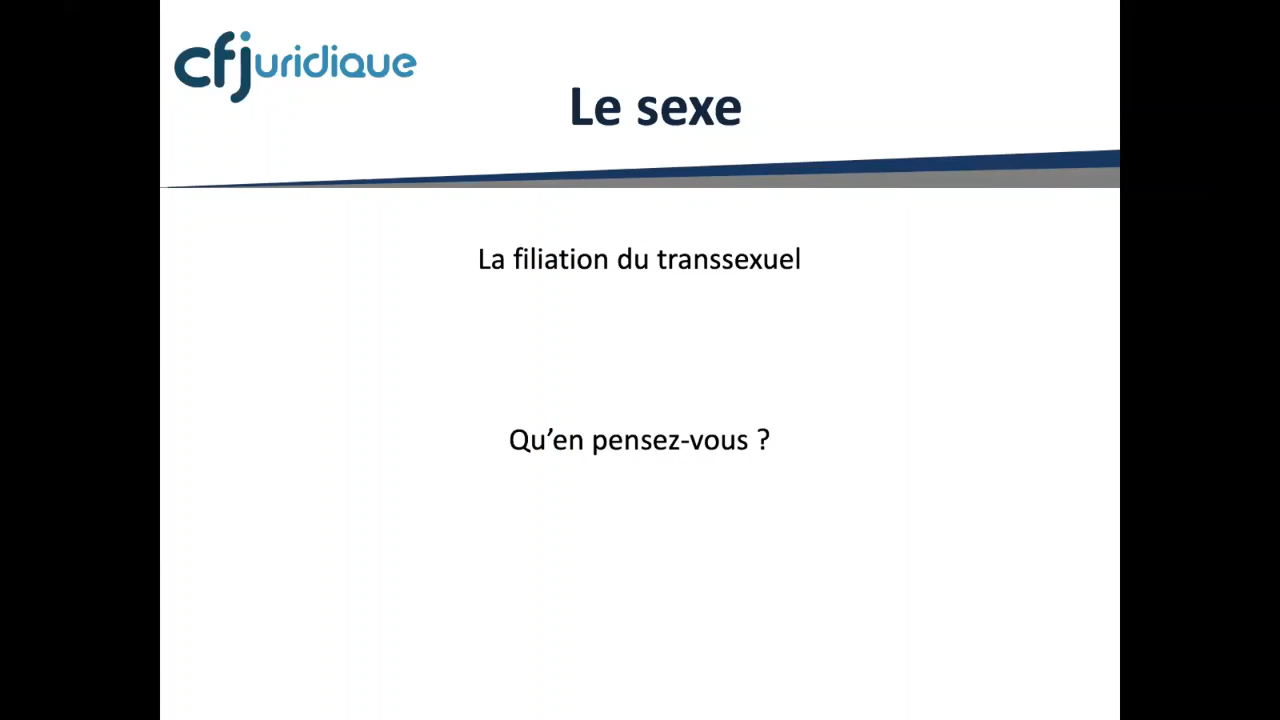 cfjuridique
Le sexe
La filiation du transsexuel
Qu’en pensez-vous ?